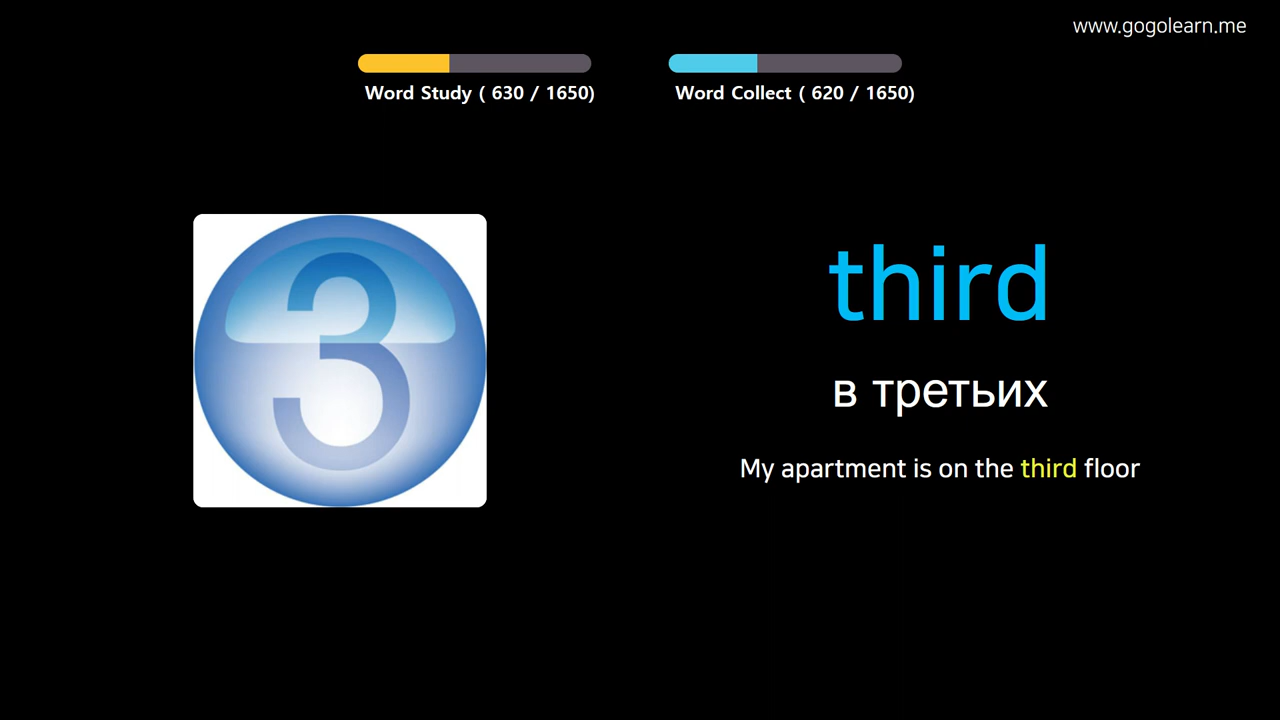 www.gogolearn.me
Word Study ( 630 / 1650)
Word Collect ( 620 / 1650)
3
third
в третьих
My apartment is on the third floor